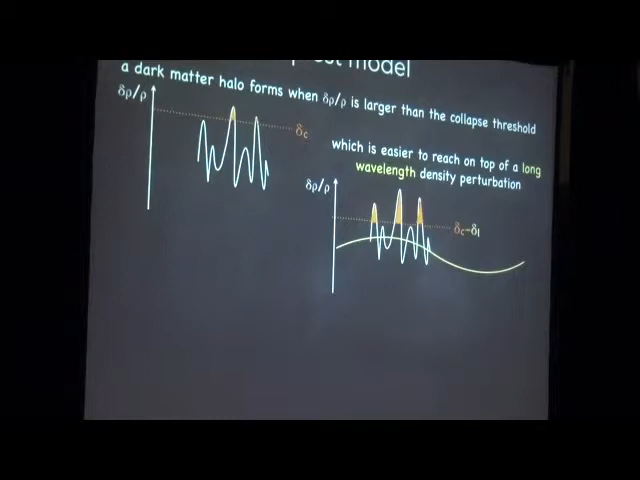 model
a dark matter halo forms when δρ/ρ is larger than the collapse threshold
δρ/ρ
δc
which is easier to reach on top of a long
wavelength density perturbation
δρ/ρ
δc-δl